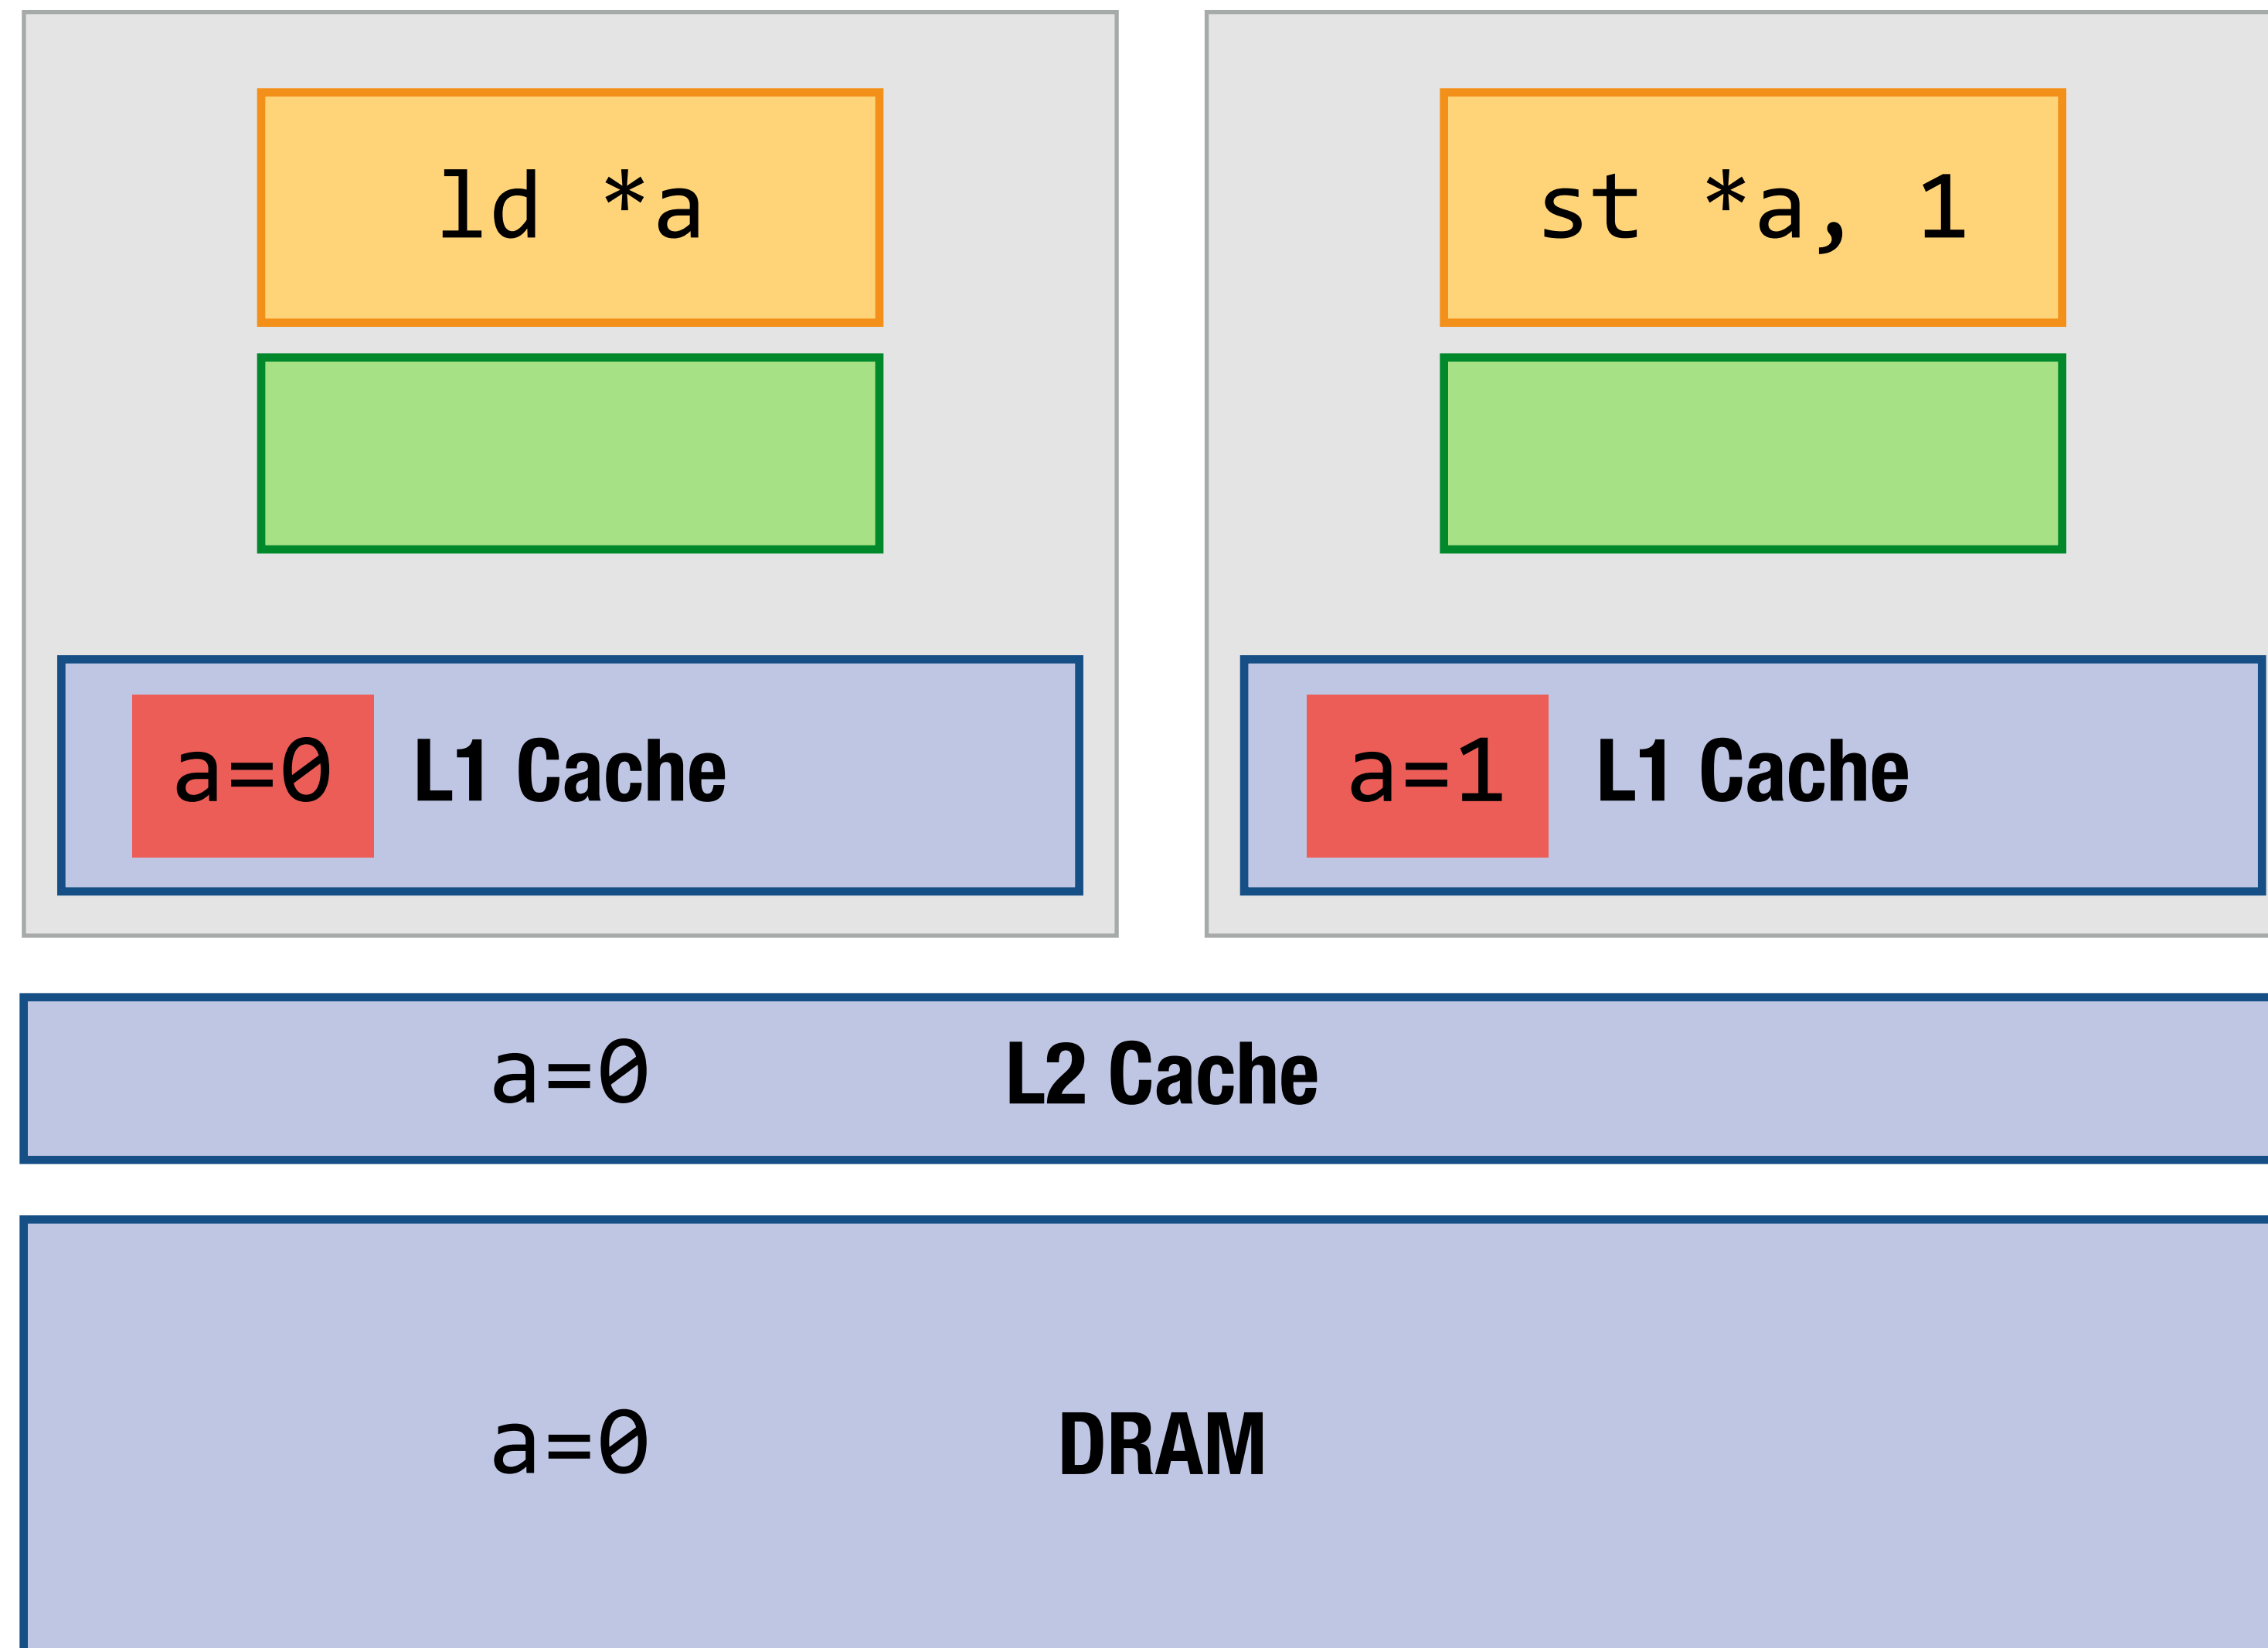 ld *a
st *a, 1
a=0 L1 Cache
a=1 L1 Cache
a=0 L2 Cache
a=0 DRAM